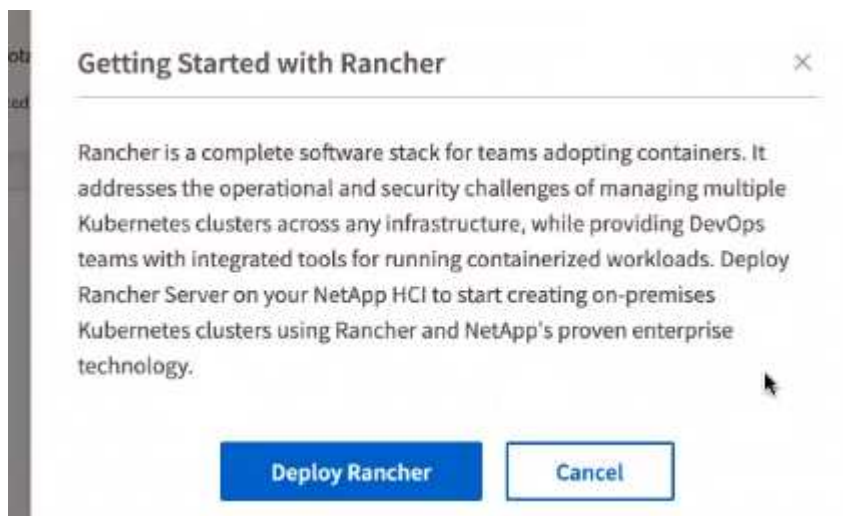 Getting Started with Rancher
Rancher is a complete software stack for teams adopting containers. It
addresses the operational and security challenges of managing multiple
Kubernetes clusters across any infrastructure, while providing DevOps
teams with integrated tools for running containerized workloads. Deploy
Rancher Server on your NetApp HCI to start creating on-premises
Kubernetes clusters using Rancher and NetApp's proven enterprise
technology.
Deploy Rancher Cancel